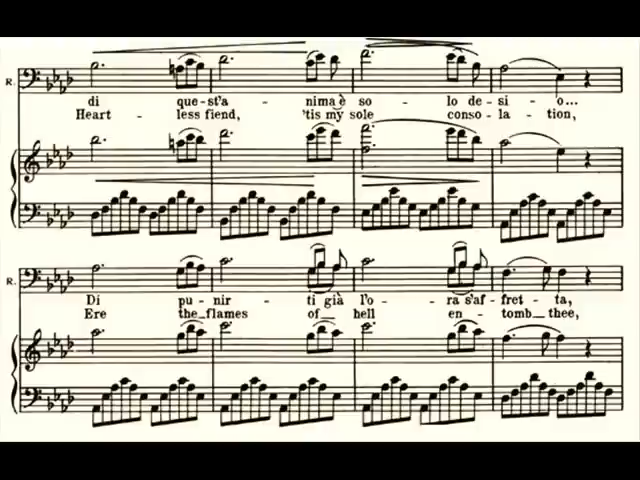 R.
di que-st'a - nima è so - lo de-si - o...
Heart - less fiend, 'tis my sole conso - la - tion,
R.
Di pu-nir - ti già l'o - ra s'af-fret-ta,
Ere the flames of hell en-tomb thee,